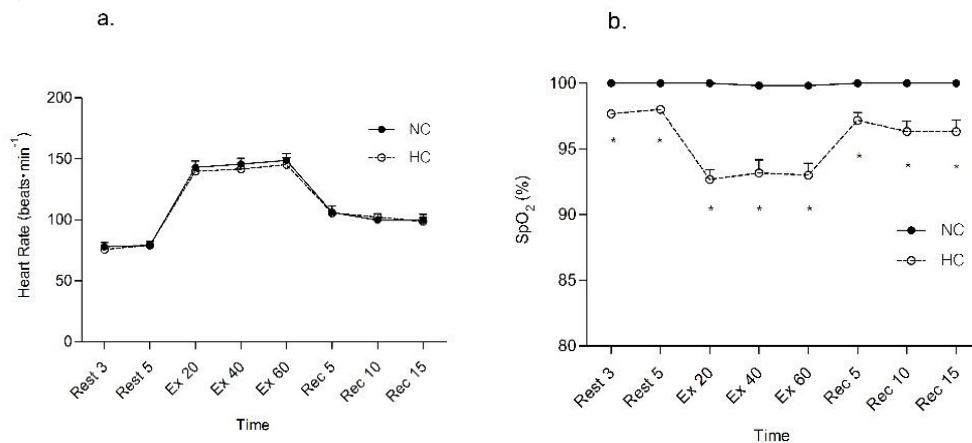 a.
Heart Rate (beats·min⁻¹)
200
150
100
50
0
NC
HC
Rest 3
Rest 5
Ex 20
Ex 40
Ex 60
Rec 5
Rec 10
Rec 15
Time
b.
SpO₂ (%)
100
95
90
85
80
* * * * * * * *
NC
HC
Rest 3
Rest 5
Ex 20
Ex 40
Ex 60
Rec 5
Rec 10
Rec 15
Time